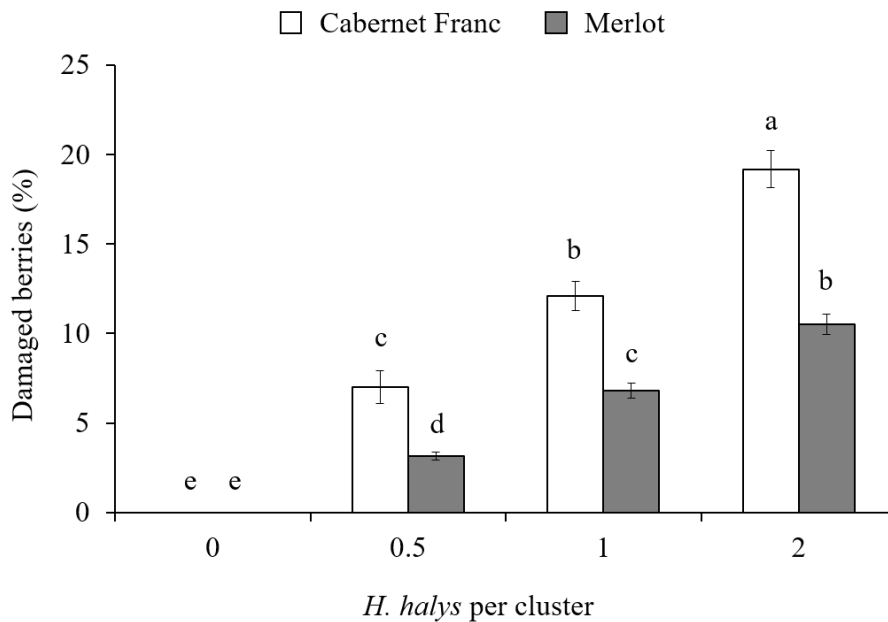 Cabernet Franc Merlot
25
20
15
10
5
0
Damaged berries (%)
e e
c
d
b
c
a
b
0 0.5 1 2
H. halys per cluster